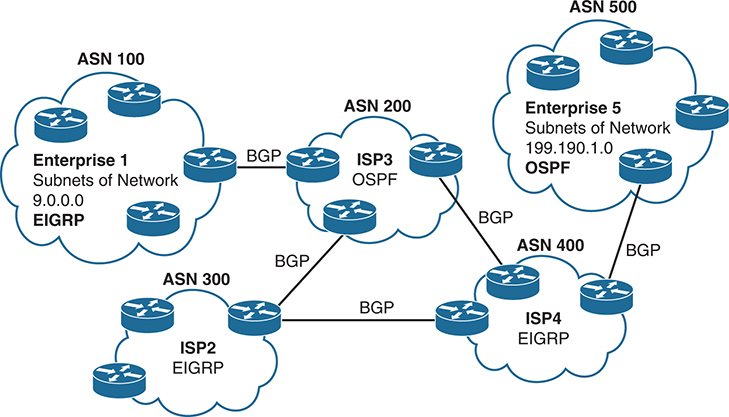 ASN 500
ASN 100
Enterprise 1
Subnets of Network
9.0.0.0
EIGRP
BGP
ASN 200
ISP3
OSPF
Enterprise 5
Subnets of Network
199.190.1.0
OSPF
BGP
BGP
ASN 400
BGP
ASN 300
BGP
ISP2
EIGRP
ISP4
EIGRP